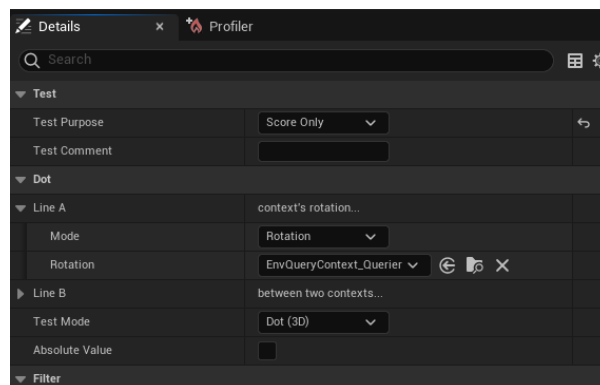 Details
Profiler
Search
Test
Test Purpose Score Only
Test Comment
Dot
Line A context's rotation...
Mode Rotation
Rotation EnvQueryContext_Querier
Line B between two contexts...
Test Mode Dot (3D)
Absolute Value
Filter